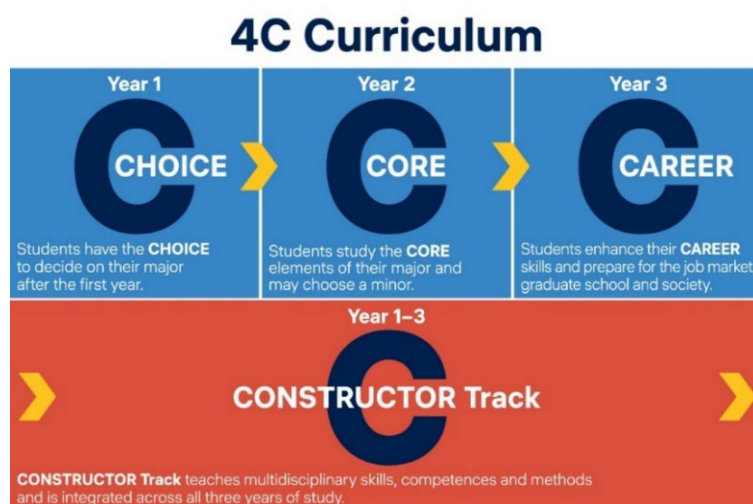 4C Curriculum
Year 1
C
CHOICE
Students have the CHOICE
to decide on their major
after the first year.
Year 2
C
CORE
Students study the CORE
elements of their major and
may choose a minor.
Year 3
C
CAREER
Students enhance their CAREER
skills and prepare for the job market,
graduate school and society.
Year 1–3
C
CONSTRUCTOR Track
CONSTRUCTOR Track teaches multidisciplinary skills, competences and methods
and is integrated across all three years of study.